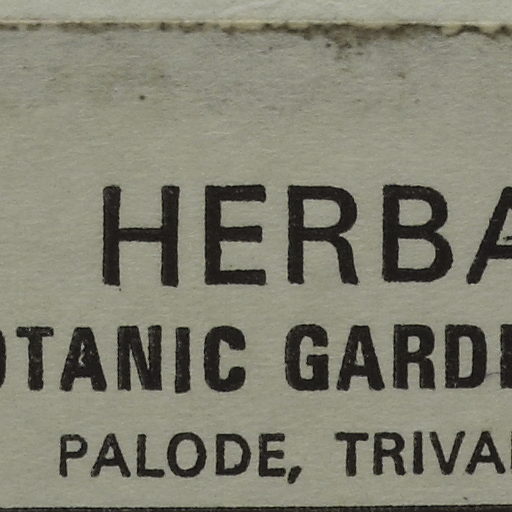 HERBA
OTANIC GARDE
PALODE, TRIVA